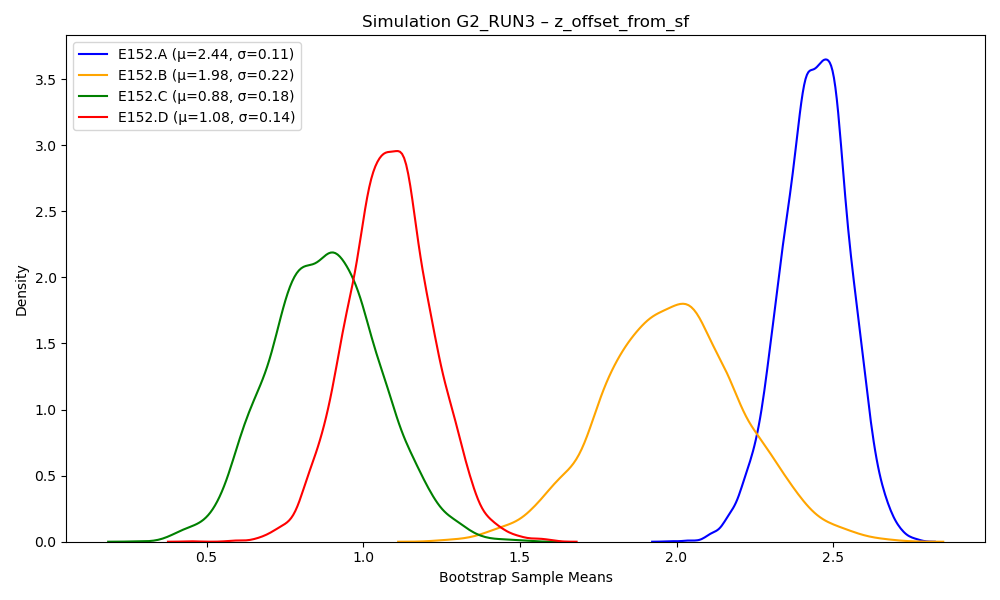 Simulation G2_RUN3 – z_offset_from_sf
E152.A (μ=2.44, σ=0.11)
E152.B (μ=1.98, σ=0.22)
E152.C (μ=0.88, σ=0.18)
E152.D (μ=1.08, σ=0.14)
Density
3.5
3.0
2.5
2.0
1.5
1.0
0.5
0.0
0.5
1.0
1.5
2.0
2.5
Bootstrap Sample Means